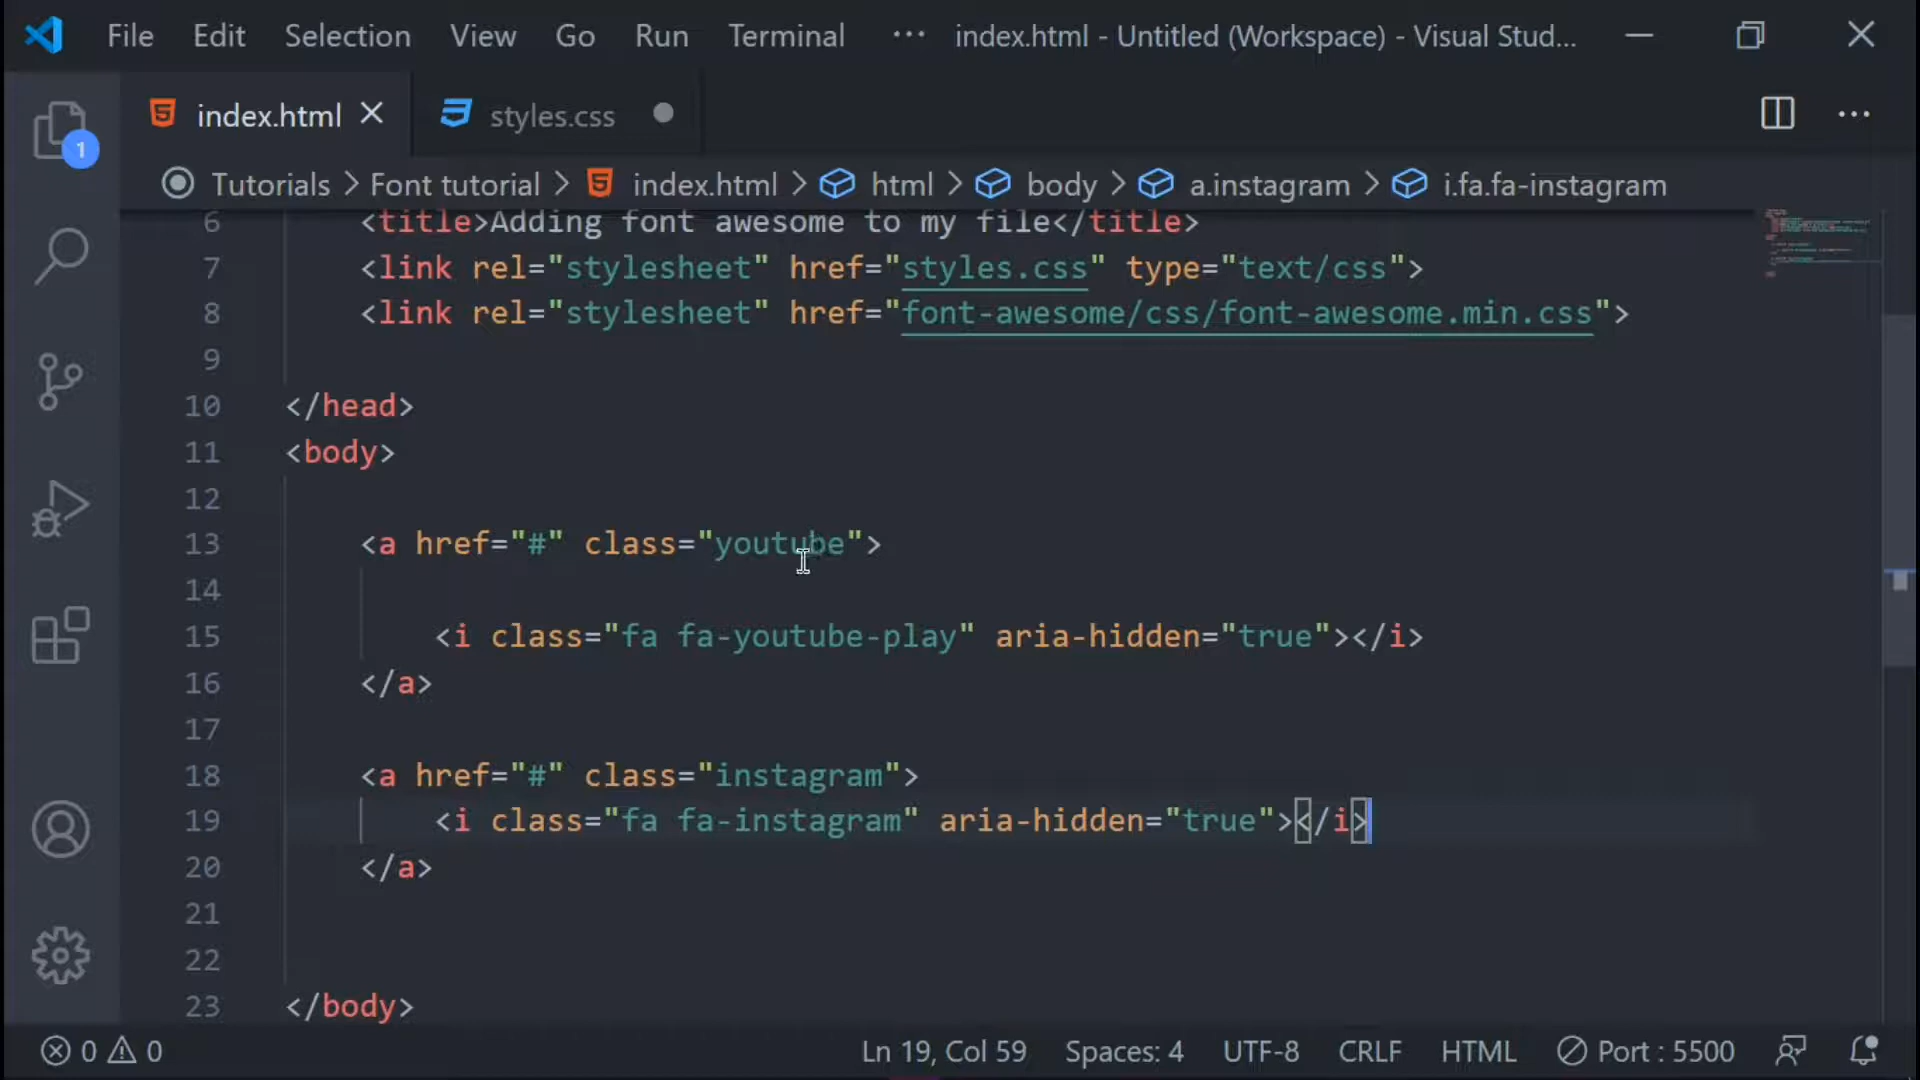 File Edit Selection View Go Run Terminal ··· index.html - Untitled (Workspace) - Visual Stud...
index.html styles.css
1
Tutorials > Font tutorial > index.html > html > body > a.instagram > i.fa.fa-instagram
6 <title>Adding font awesome to my file</title>
7 <link rel="stylesheet" href="styles.css" type="text/css">
8 <link rel="stylesheet" href="font-awesome/css/font-awesome.min.css">
9
10 </head>
11 <body>
12
13 <a href="#" class="youtube">
14
15 <i class="fa fa-youtube-play" aria-hidden="true"></i>
16 </a>
17
18 <a href="#" class="instagram">
19 <i class="fa fa-instagram" aria-hidden="true"></i>
20 </a>
21
22
23 </body>
0 0 Ln 19, Col 59 Spaces: 4 UTF-8 CRLF HTML Port : 5500